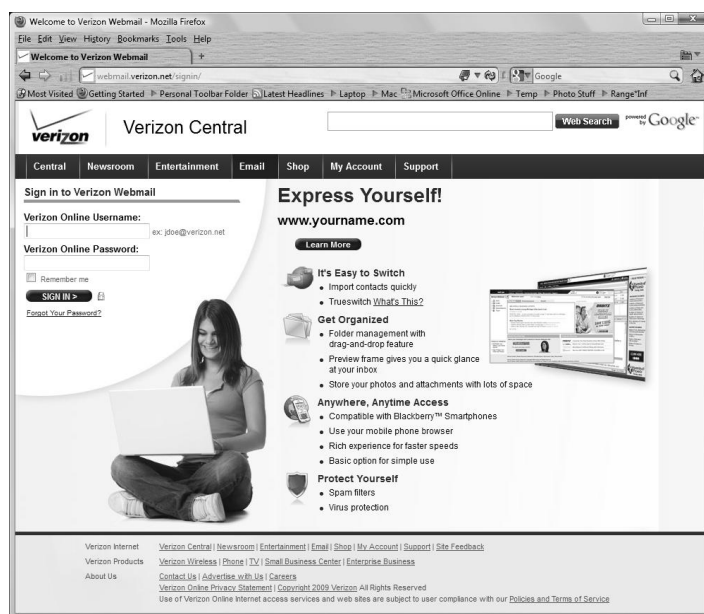 Welcome to Verizon Webmail - Mozilla Firefox
File Edit View History Bookmarks Tools Help
Welcome to Verizon Webmail +
webmail.verizon.net/signin/
Google
Most Visited Getting Started Personal Toolbar Folder Latest Headlines Laptop Mac Microsoft Office Online Temp Photo Stuff Range*Inf
verizon Verizon Central Web Search powered by Google™
Central Newsroom Entertainment Email Shop My Account Support
Sign in to Verizon Webmail
Verizon Online Username:
ex: jdoe@verizon.net
Verizon Online Password:
Remember me
SIGN IN >
Forgot Your Password?
Express Yourself!
www.yourname.com
Learn More
It's Easy to Switch
• Import contacts quickly
• Trueswitch What's This?
Get Organized
• Folder management with
drag-and-drop feature
• Preview frame gives you a quick glance
at your inbox
• Store your photos and attachments with lots of space
Anywhere, Anytime Access
• Compatible with Blackberry™ Smartphones
• Use your mobile phone browser
• Rich experience for faster speeds
• Basic option for simple use
Protect Yourself
• Spam filters
• Virus protection
Verizon Internet Verizon Central | Newsroom | Entertainment | Email | Shop | My Account | Support | Site Feedback
Verizon Products Verizon Wireless | Phone | TV | Small Business Center | Enterprise Business
About Us Contact Us | Advertise with Us | Careers
Verizon Online Privacy Statement | Copyright 2009 Verizon All Rights Reserved
Use of Verizon Online Internet access services and web sites are subject to user compliance with our Policies and Terms of Service